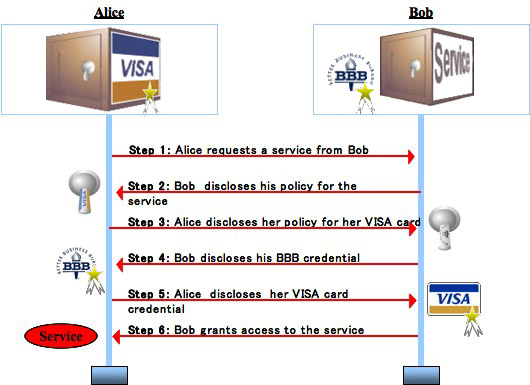 Alice
Bob
VISA
BETTER BUSINESS BUREAU
BBB
Service
Step 1: Alice requests a service from Bob
Step 2: Bob discloses his policy for the
service
Step 3: Alice discloses her policy for her VISA card
VISA
Step 4: Bob discloses his BBB credential
BBB
Step 5: Alice discloses her VISA card
credential
VISA
Step 6: Bob grants access to the service
Service